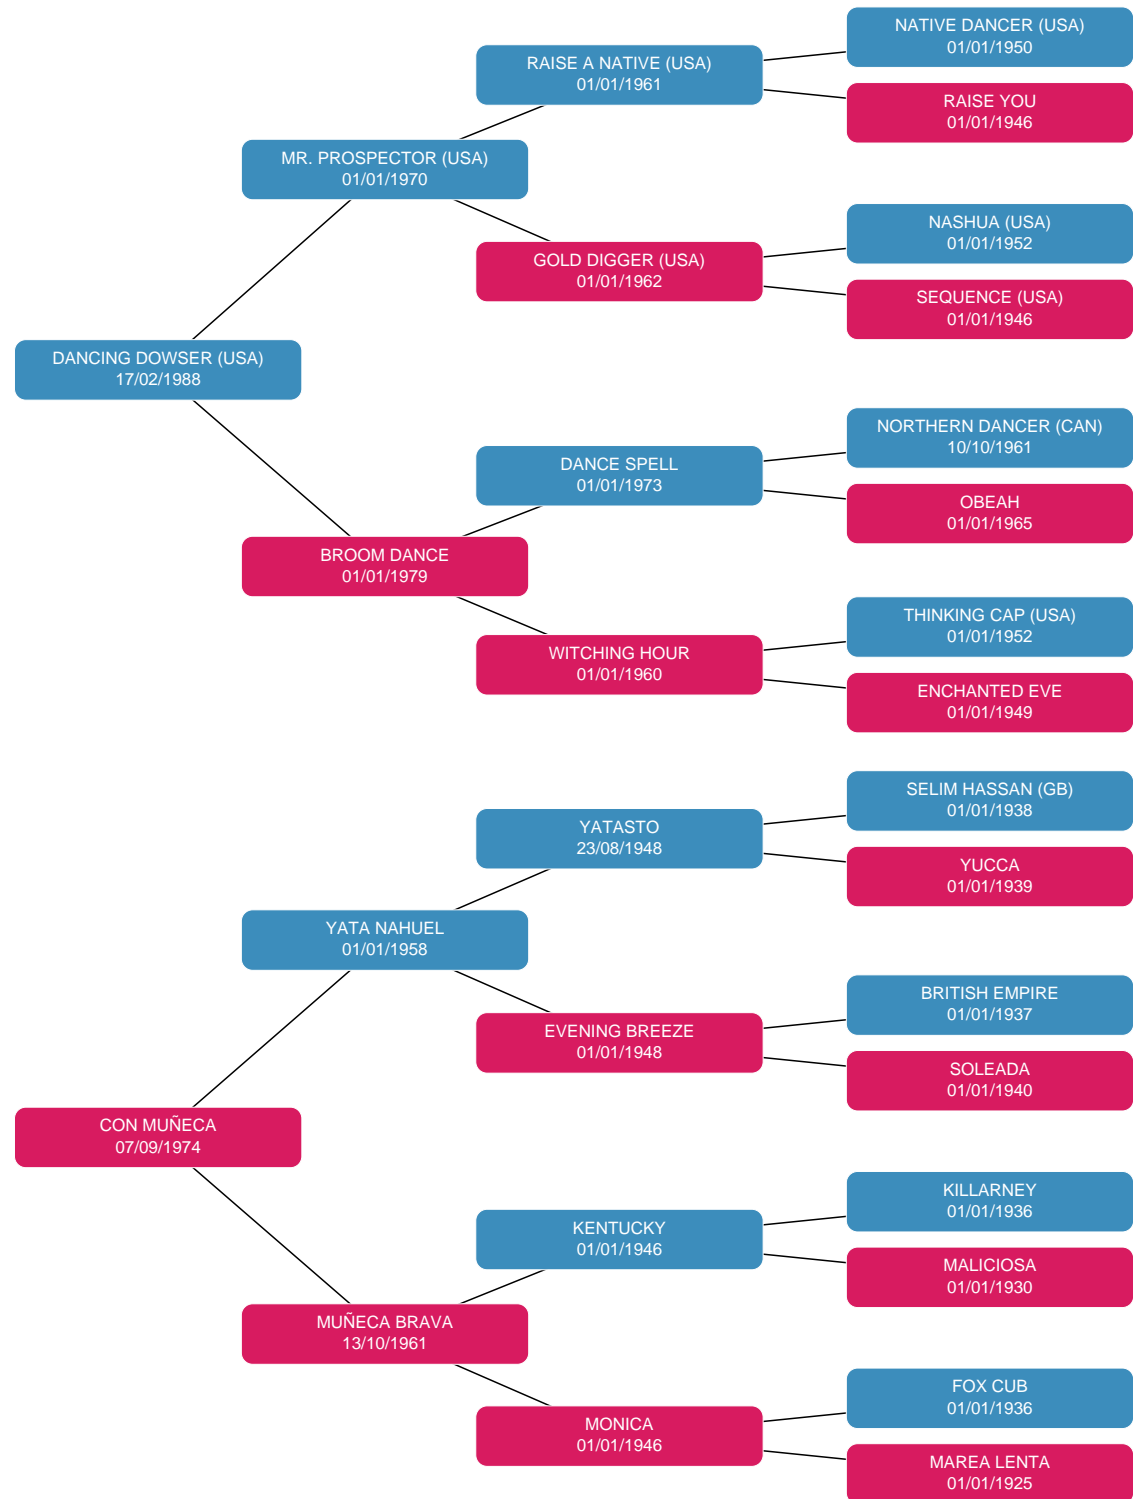 NATIVE DANCER (USA)
01/01/1950
RAISE A NATIVE (USA)
01/01/1961
RAISE YOU
01/01/1946
MR. PROSPECTOR (USA)
01/01/1970
NASHUA (USA)
01/01/1952
GOLD DIGGER (USA)
01/01/1962
SEQUENCE (USA)
01/01/1946
DANCING DOWSER (USA)
17/02/1988
NORTHERN DANCER (CAN)
10/10/1961
DANCE SPELL
01/01/1973
OBEAH
01/01/1965
BROOM DANCE
01/01/1979
THINKING CAP (USA)
01/01/1952
WITCHING HOUR
01/01/1960
ENCHANTED EVE
01/01/1949
SELIM HASSAN (GB)
01/01/1938
YATASTO
23/08/1948
YUCCA
01/01/1939
YATA NAHUEL
01/01/1958
BRITISH EMPIRE
01/01/1937
EVENING BREEZE
01/01/1948
SOLEADA
01/01/1940
CON MUÑECA
07/09/1974
KILLARNEY
01/01/1936
KENTUCKY
01/01/1946
MALICIOSA
01/01/1930
MUÑECA BRAVA
13/10/1961
FOX CUB
01/01/1936
MONICA
01/01/1946
MAREA LENTA
01/01/1925